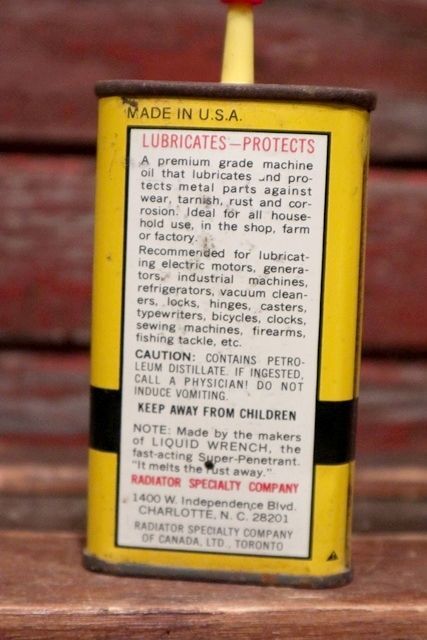 MADE IN U.S.A.
LUBRICATES—PROTECTS
A premium grade machine
oil that lubricates and pro-
tects metal parts against
wear, tarnish, rust and cor-
rosion. Ideal for all house-
hold use, in the shop, farm
or factory.
Recommended for lubricat-
ing electric motors, genera-
tors, industrial machines,
refrigerators, vacuum clean-
ers, locks, hinges, casters,
typewriters, bicycles, clocks,
sewing machines, firearms,
fishing tackle, etc.
CAUTION: CONTAINS PETRO-
LEUM DISTILLATE. IF INGESTED,
CALL A PHYSICIAN! DO NOT
INDUCE VOMITING.
KEEP AWAY FROM CHILDREN
NOTE: Made by the makers
of LIQUID WRENCH, the
fast-acting Super-Penetrant.
"It melts the rust away."
RADIATOR SPECIALTY COMPANY
1400 W. Independence Blvd.
CHARLOTTE, N. C. 28201
RADIATOR SPECIALTY COMPANY
OF CANADA, LTD., TORONTO